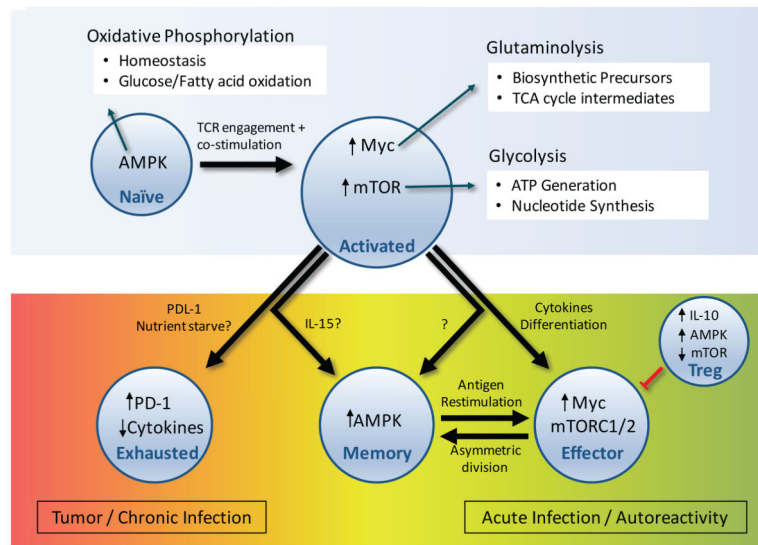 Oxidative Phosphorylation
• Homeostasis
• Glucose/Fatty acid oxidation
AMPK
Naïve
TCR engagement +
co-stimulation
↑ Myc
↑ mTOR
Activated
Glutaminolysis
• Biosynthetic Precursors
• TCA cycle intermediates
Glycolysis
• ATP Generation
• Nucleotide Synthesis
PDL-1
Nutrient starve?
IL-15?
?
Cytokines
Differentiation
↑ IL-10
↑ AMPK
↓ mTOR
Treg
↑PD-1
↓Cytokines
Exhausted
↑AMPK
Memory
Antigen
Restimulation
Asymmetric
division
↑ Myc
mTORC1/2
Effector
Tumor / Chronic Infection
Acute Infection / Autoreactivity